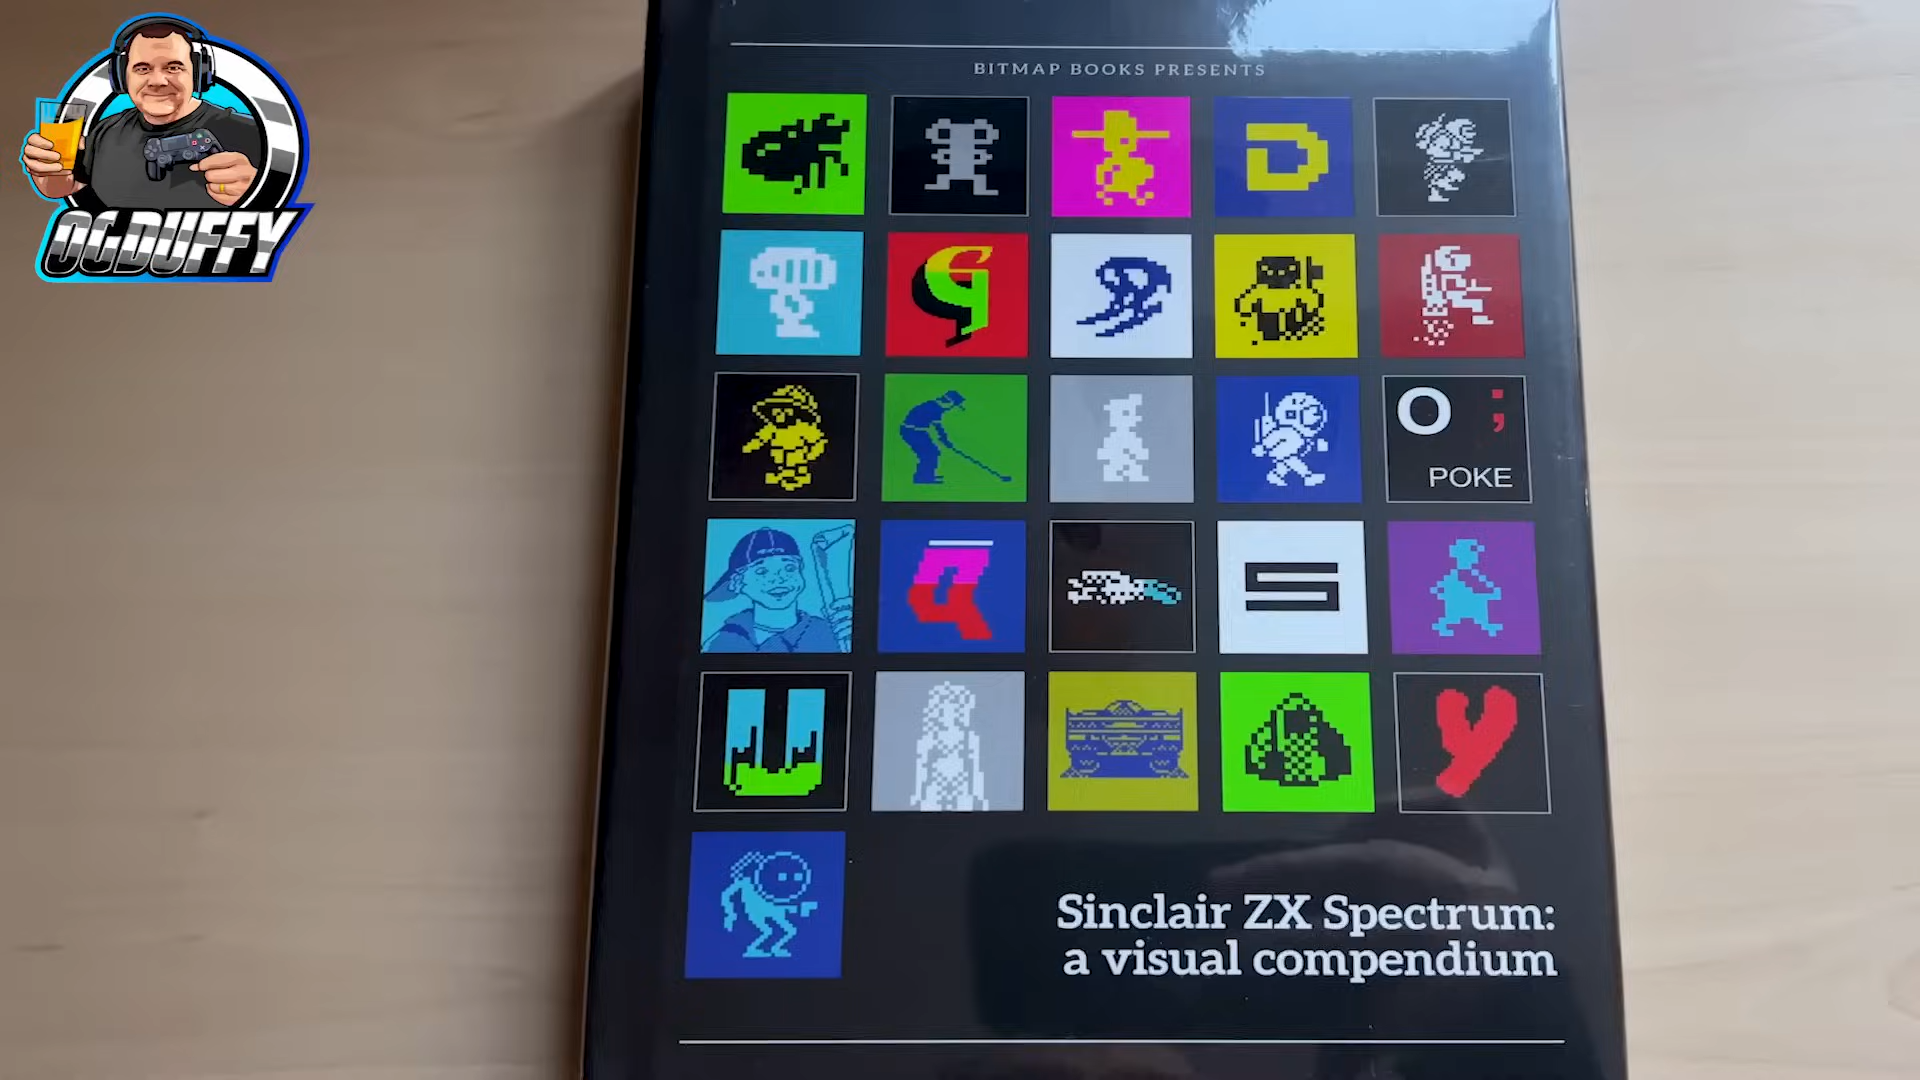 OGDUFFY
BITMAP BOOKS PRESENTS
D
G
O ;
POKE
q
S
U
y
Sinclair ZX Spectrum:
a visual compendium